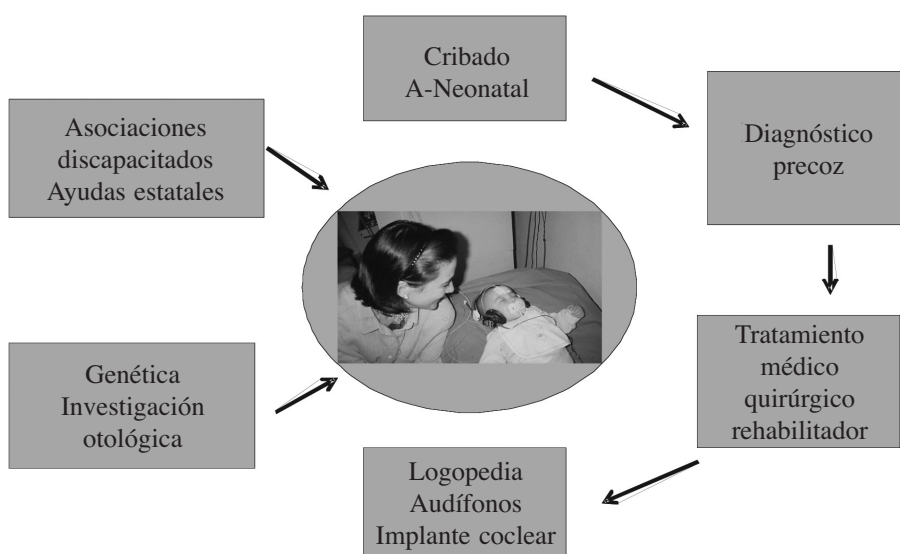 Cribado
A-Neonatal
Asociaciones
discapacitados
Ayudas estatales
Diagnóstico
precoz
Genética
Investigación
otológica
Tratamiento
médico
quirúrgico
rehabilitador
Logopedia
Audífonos
Implante coclear